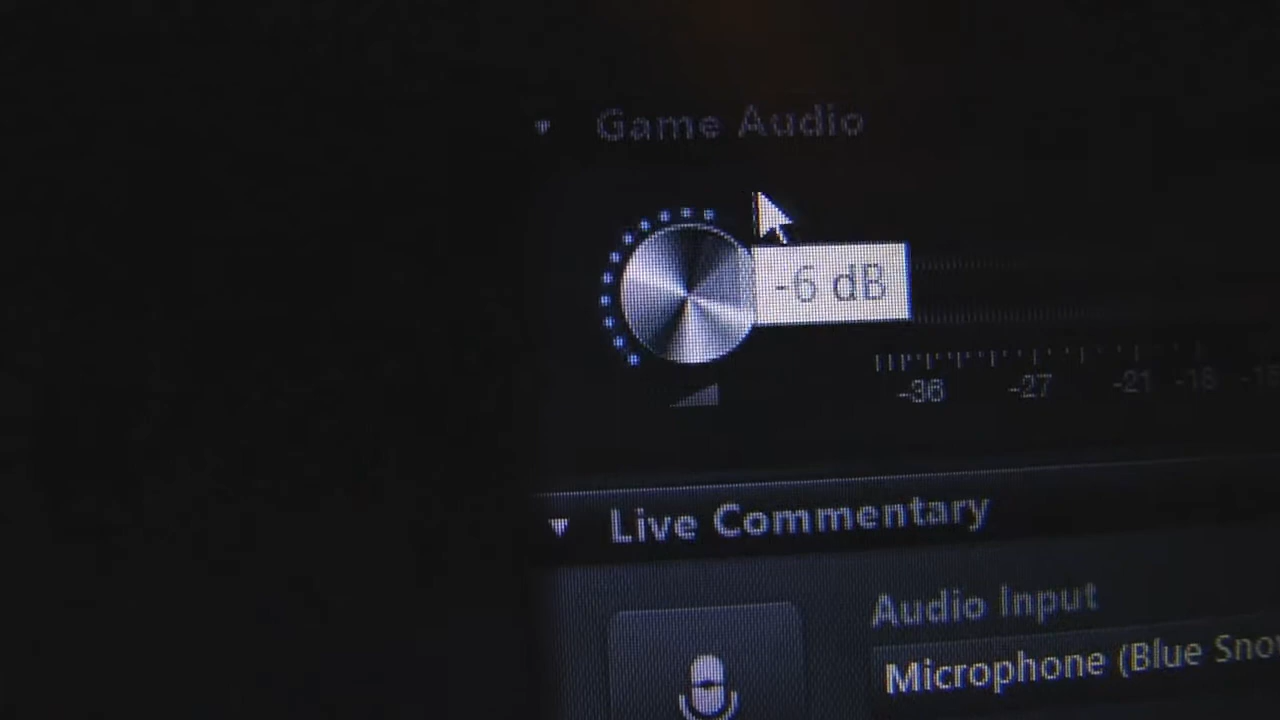 Game Audio
-6 dB
-36 -27 -21 -18
Live Commentary
Audio Input
Microphone (Blue